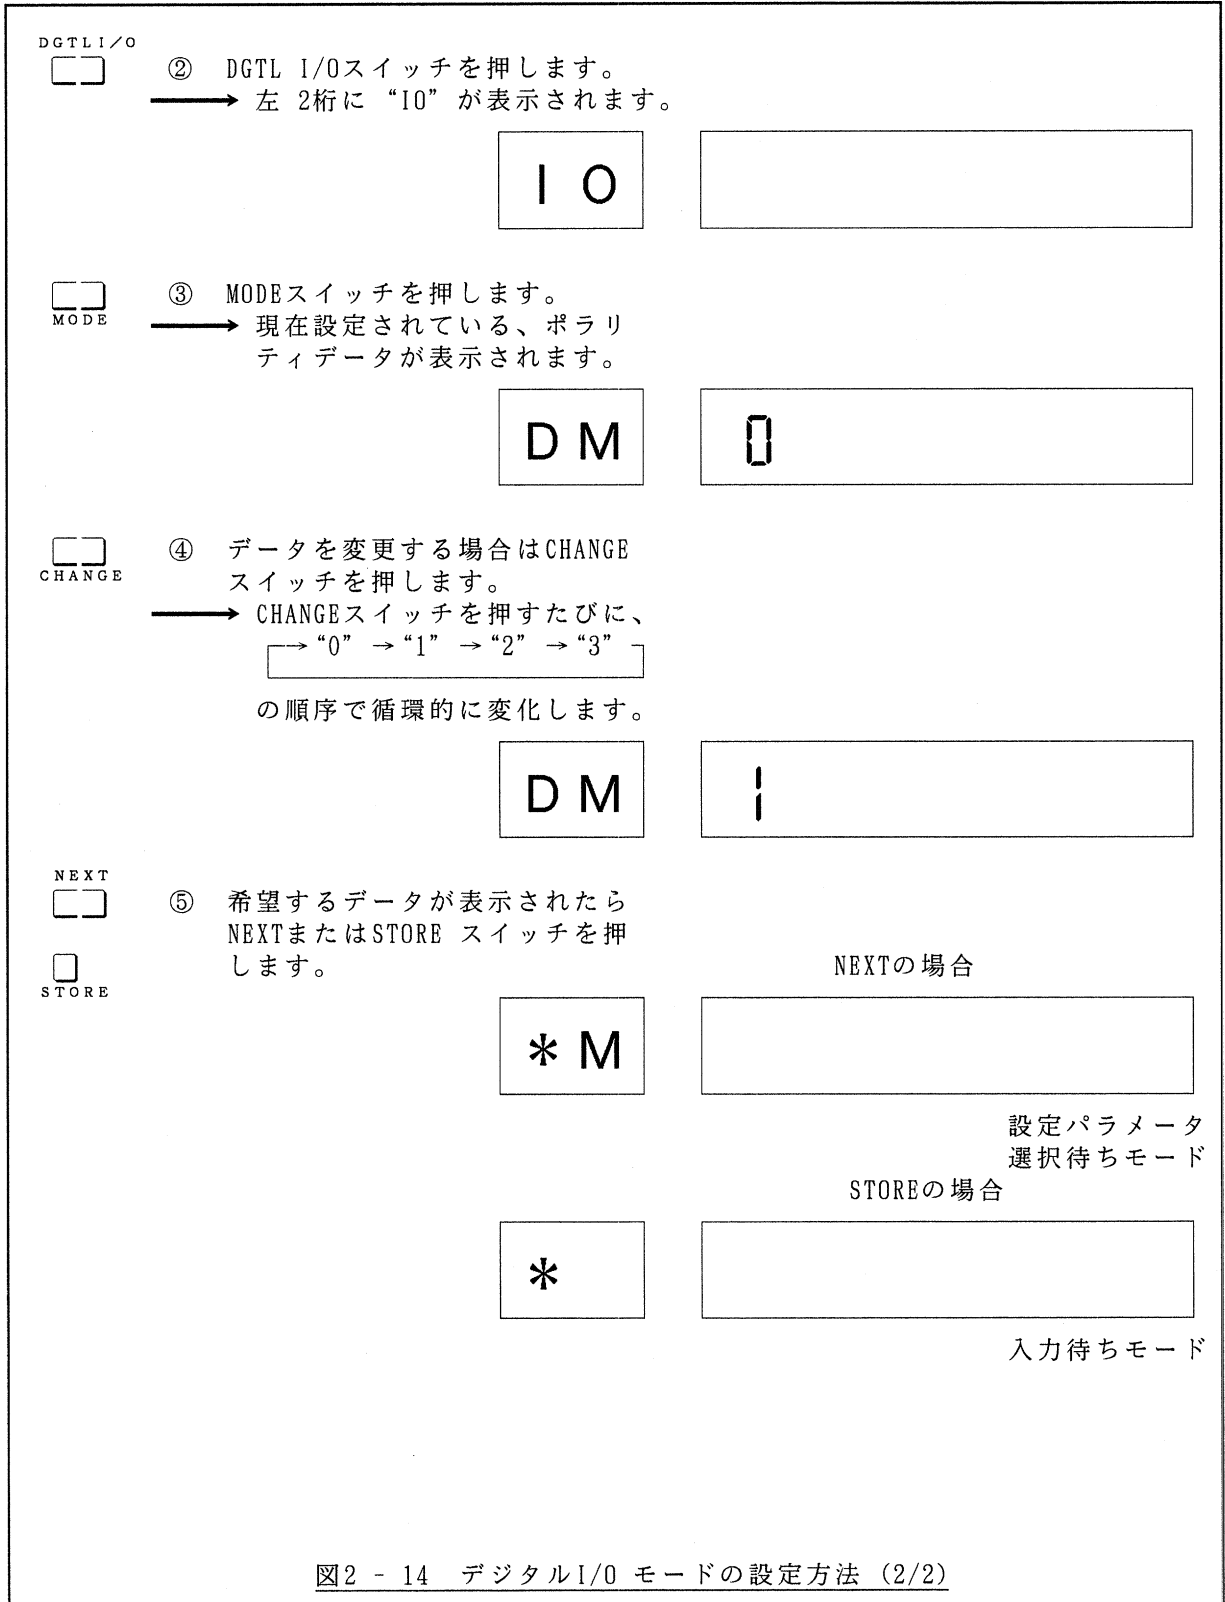 DGTLI/O
② DGTL I/Oスイッチを押します。
→ 左 2桁に “IO” が表示されます。
I O
③ MODEスイッチを押します。
MODE
→ 現在設定されている、ポラリ
ティデータが表示されます。
DM 0
④ データを変更する場合はCHANGE
CHANGE
スイッチを押します。
→ CHANGEスイッチを押すたびに、
→ “0” → “1” → “2” → “3”
の順序で循環的に変化します。
DM 1
NEXT
⑤ 希望するデータが表示されたら
NEXTまたはSTORE スイッチを押
します。
STORE
NEXTの場合
*M
設定パラメータ
選択待ちモード
STOREの場合
*
入力待ちモード
図2 - 14 デジタルI/O モードの設定方法 (2/2)